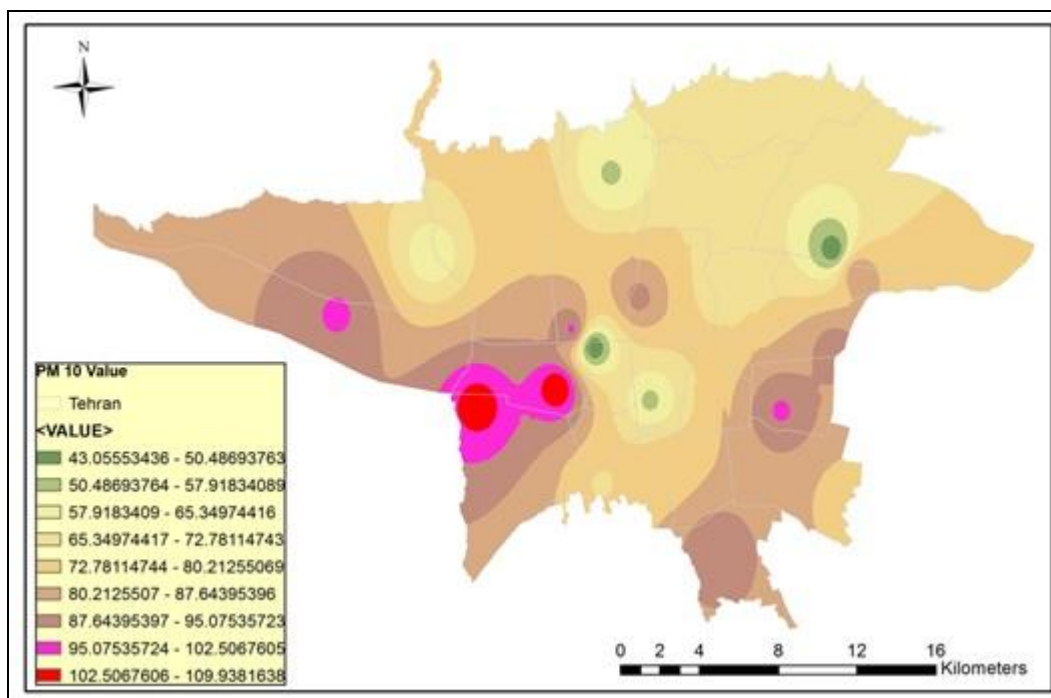 N
PM 10 Value
Tehran
<VALUE>
43.05553436 - 50.48693763
50.48693764 - 57.91834089
57.9183409 - 65.34974416
65.34974417 - 72.78114743
72.78114744 - 80.21255069
80.2125507 - 87.64395396
87.64395397 - 95.07535723
95.07535724 - 102.5067605
102.5067606 - 109.9381638
0 2 4 8 12 16
Kilometers